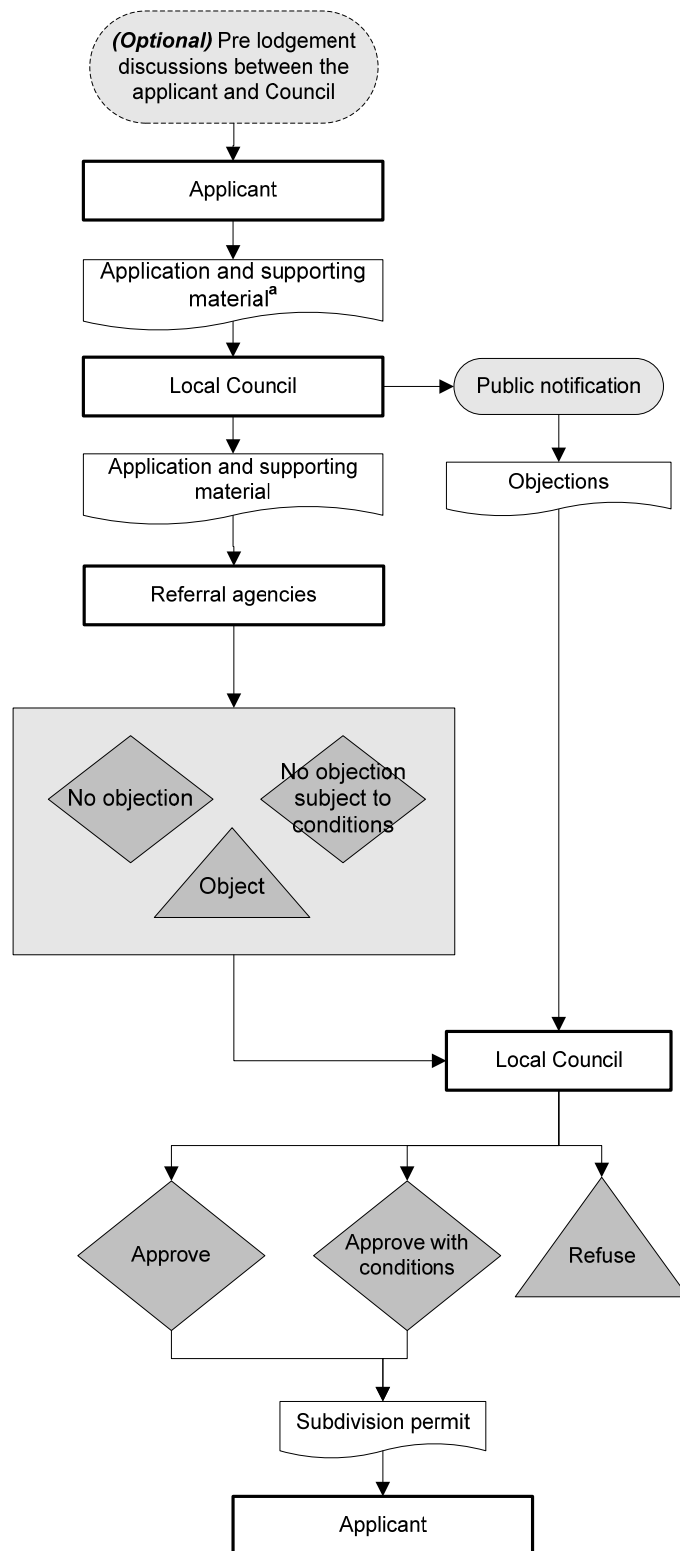 (Optional) Pre lodgement
discussions between the
applicant and Council
Applicant
Application and supporting
material^a
Local Council
Public notification
Application and supporting
material
Objections
Referral agencies
No objection
No objection
subject to
conditions
Object
Local Council
Approve
Approve with
conditions
Refuse
Subdivision permit
Applicant